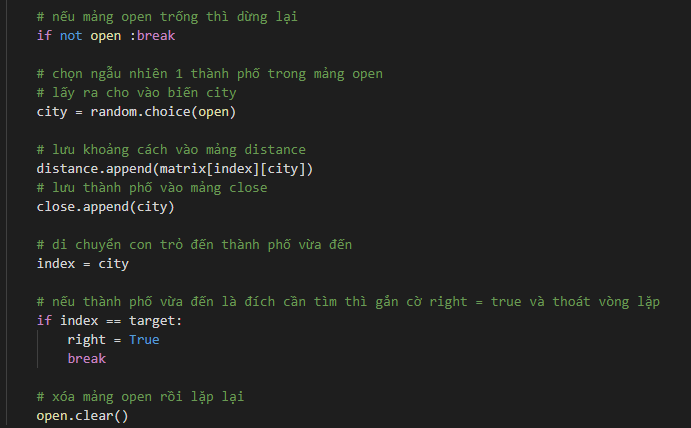 # nếu mảng open trống thì dừng lại
if not open :break
# chọn ngẫu nhiên 1 thành phố trong mảng open
# lấy ra cho vào biến city
city = random.choice(open)
# lưu khoảng cách vào mảng distance
distance.append(matrix[index][city])
# lưu thành phố vào mảng close
close.append(city)
# di chuyển con trỏ đến thành phố vừa đến
index = city
# nếu thành phố vừa đến là đích cần tìm thì gắn cờ right = true và thoát vòng lặp
if index == target:
right = True
break
# xóa mảng open rồi lặp lại
open.clear()